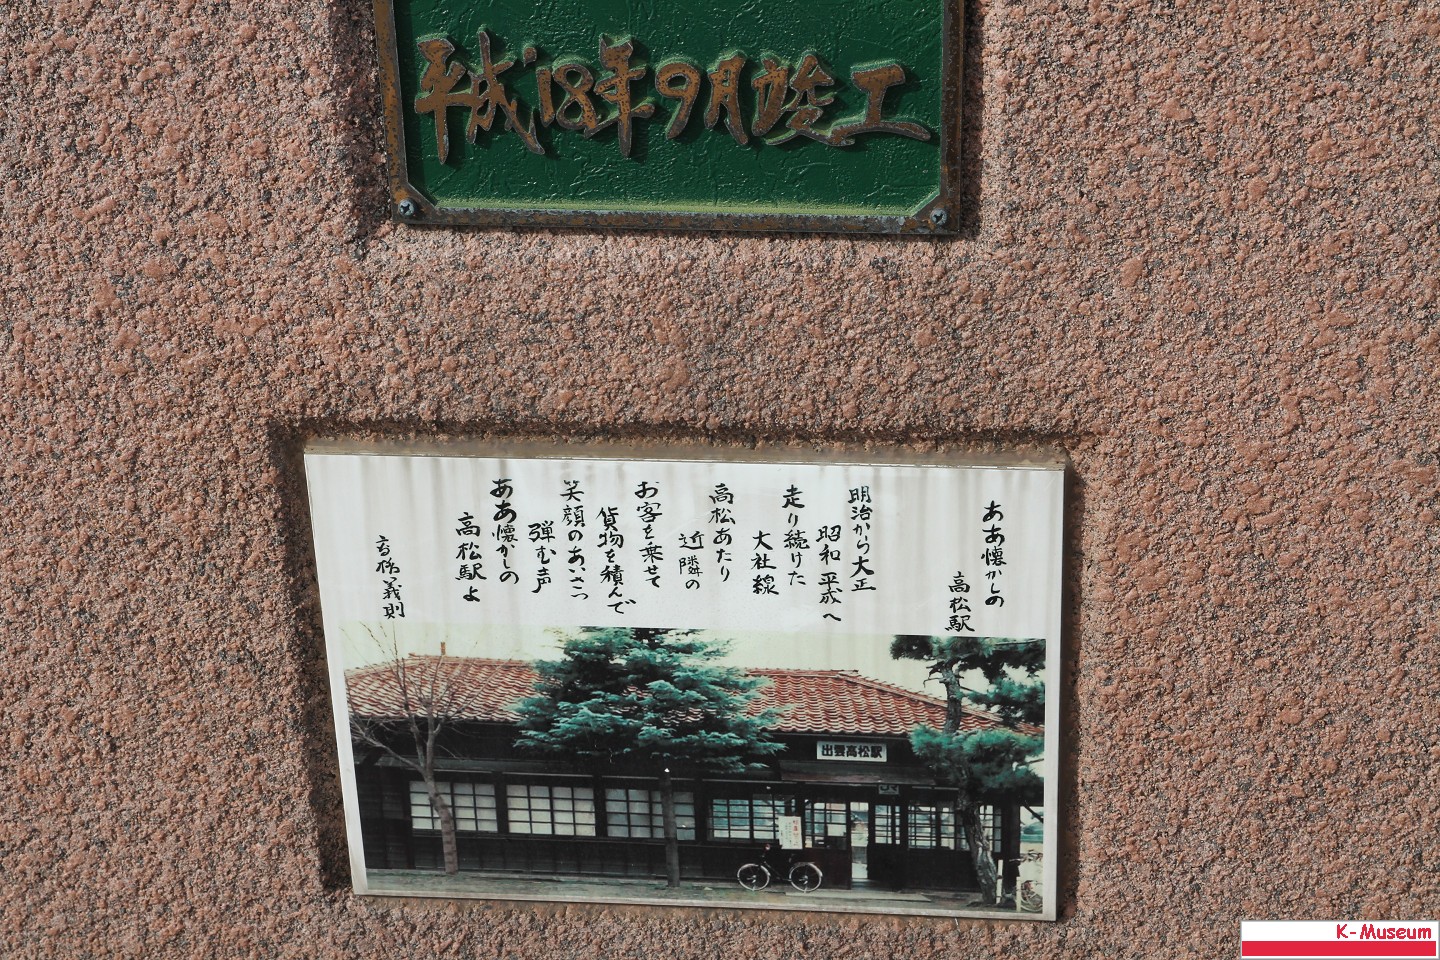 平成18年9月竣工
ああ懐かしの
高松駅
明治から大正
昭和平成へ
走り続けた
大社線
高松あたり
近隣の
お客を乗せて
貨物を積んで
笑顔のあいさつ
弾む声
ああ懐かしの
高松駅よ
高橋義則
出雲高松駅
K-Museum